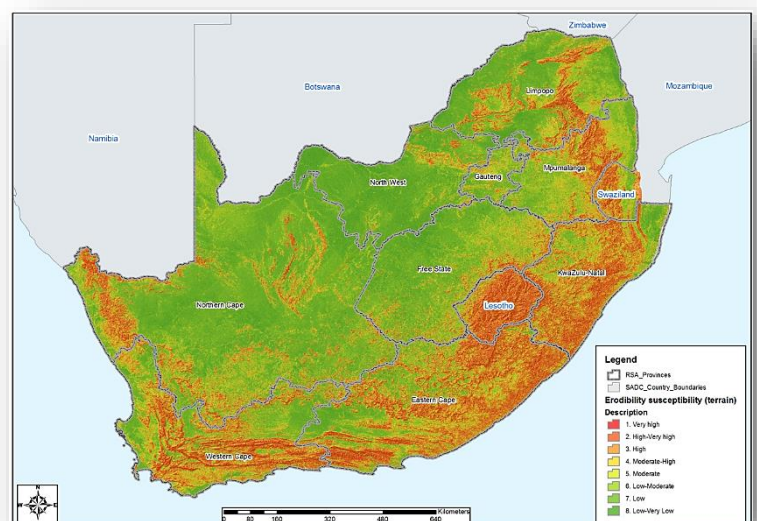 Zimbabwe
Botswana
Mozambique
Namibia
Limpopo
North West
Gauteng
Mpumalanga
Swaziland
Free State
KwaZulu-Natal
Northern Cape
Lesotho
Eastern Cape
Western Cape
N
W E
S
Kilometers
0 80 160 320 480 640
Legend
RSA_Provinces
SADC_Country_Boundaries
Erodibility susceptibility (terrain)
Description
1. Very high
2. High-Very high
3. High
4. Moderate-High
5. Moderate
6. Low-Moderate
7. Low
8. Low-Very Low